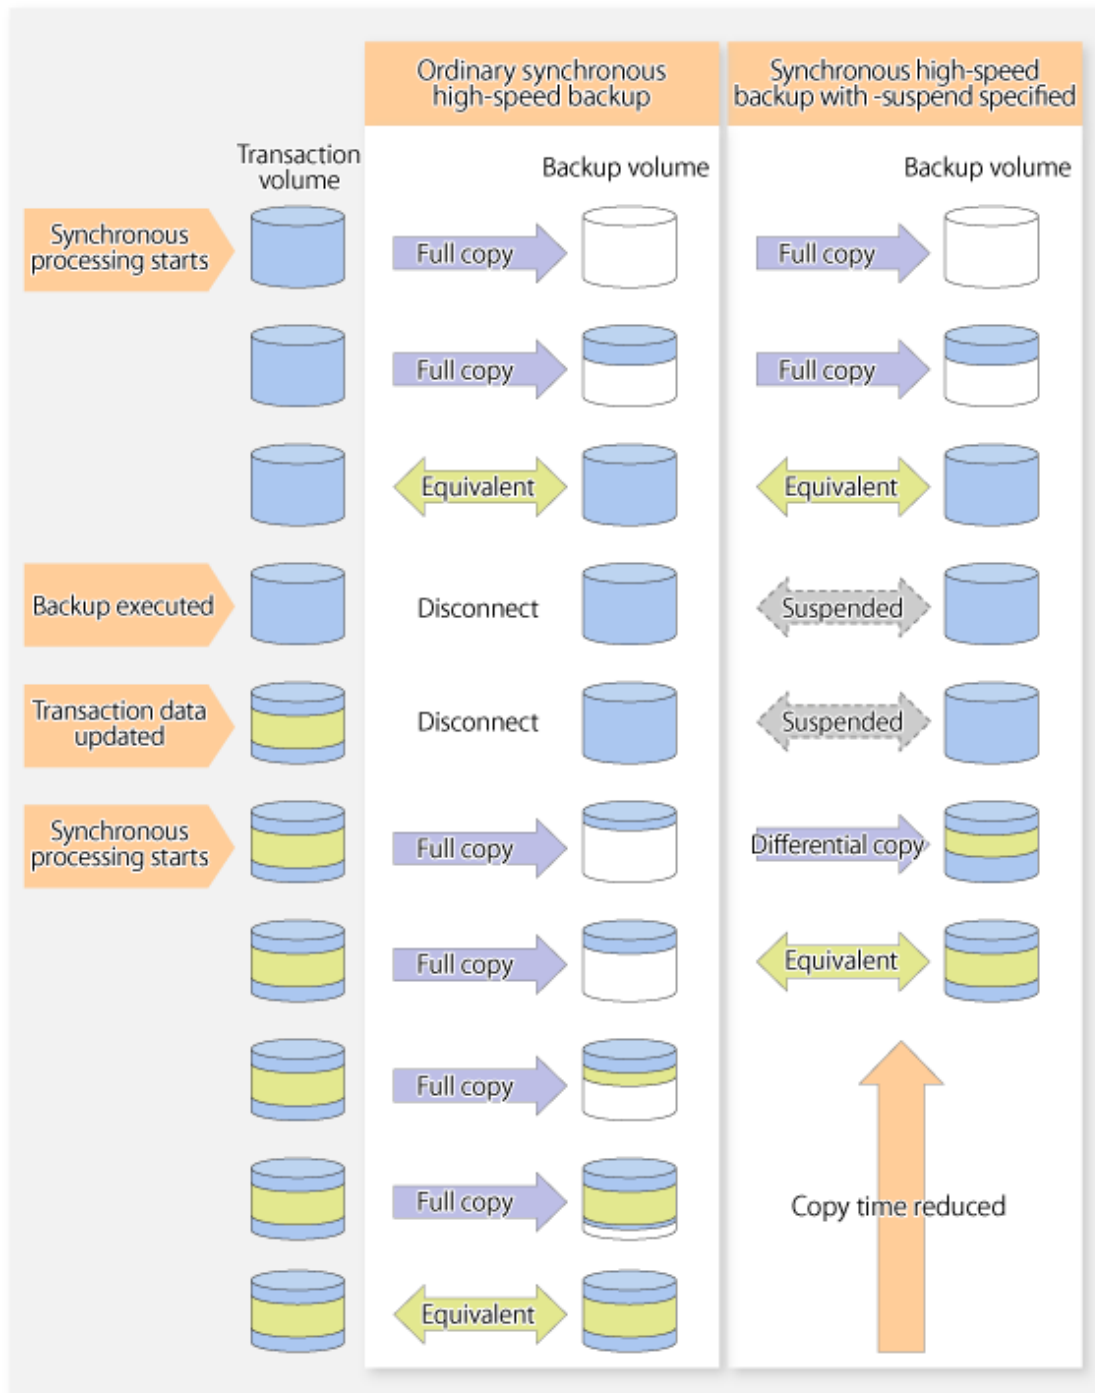 Ordinary synchronous
high-speed backup
Synchronous high-speed
backup with -suspend specified
Transaction
volume
Backup volume
Backup volume
Synchronous
processing starts
Full copy
Full copy
Full copy
Full copy
Equivalent
Equivalent
Backup executed
Disconnect
Suspended
Transaction data
updated
Disconnect
Suspended
Synchronous
processing starts
Full copy
Differential copy
Full copy
Equivalent
Full copy
Full copy
Copy time reduced
Equivalent